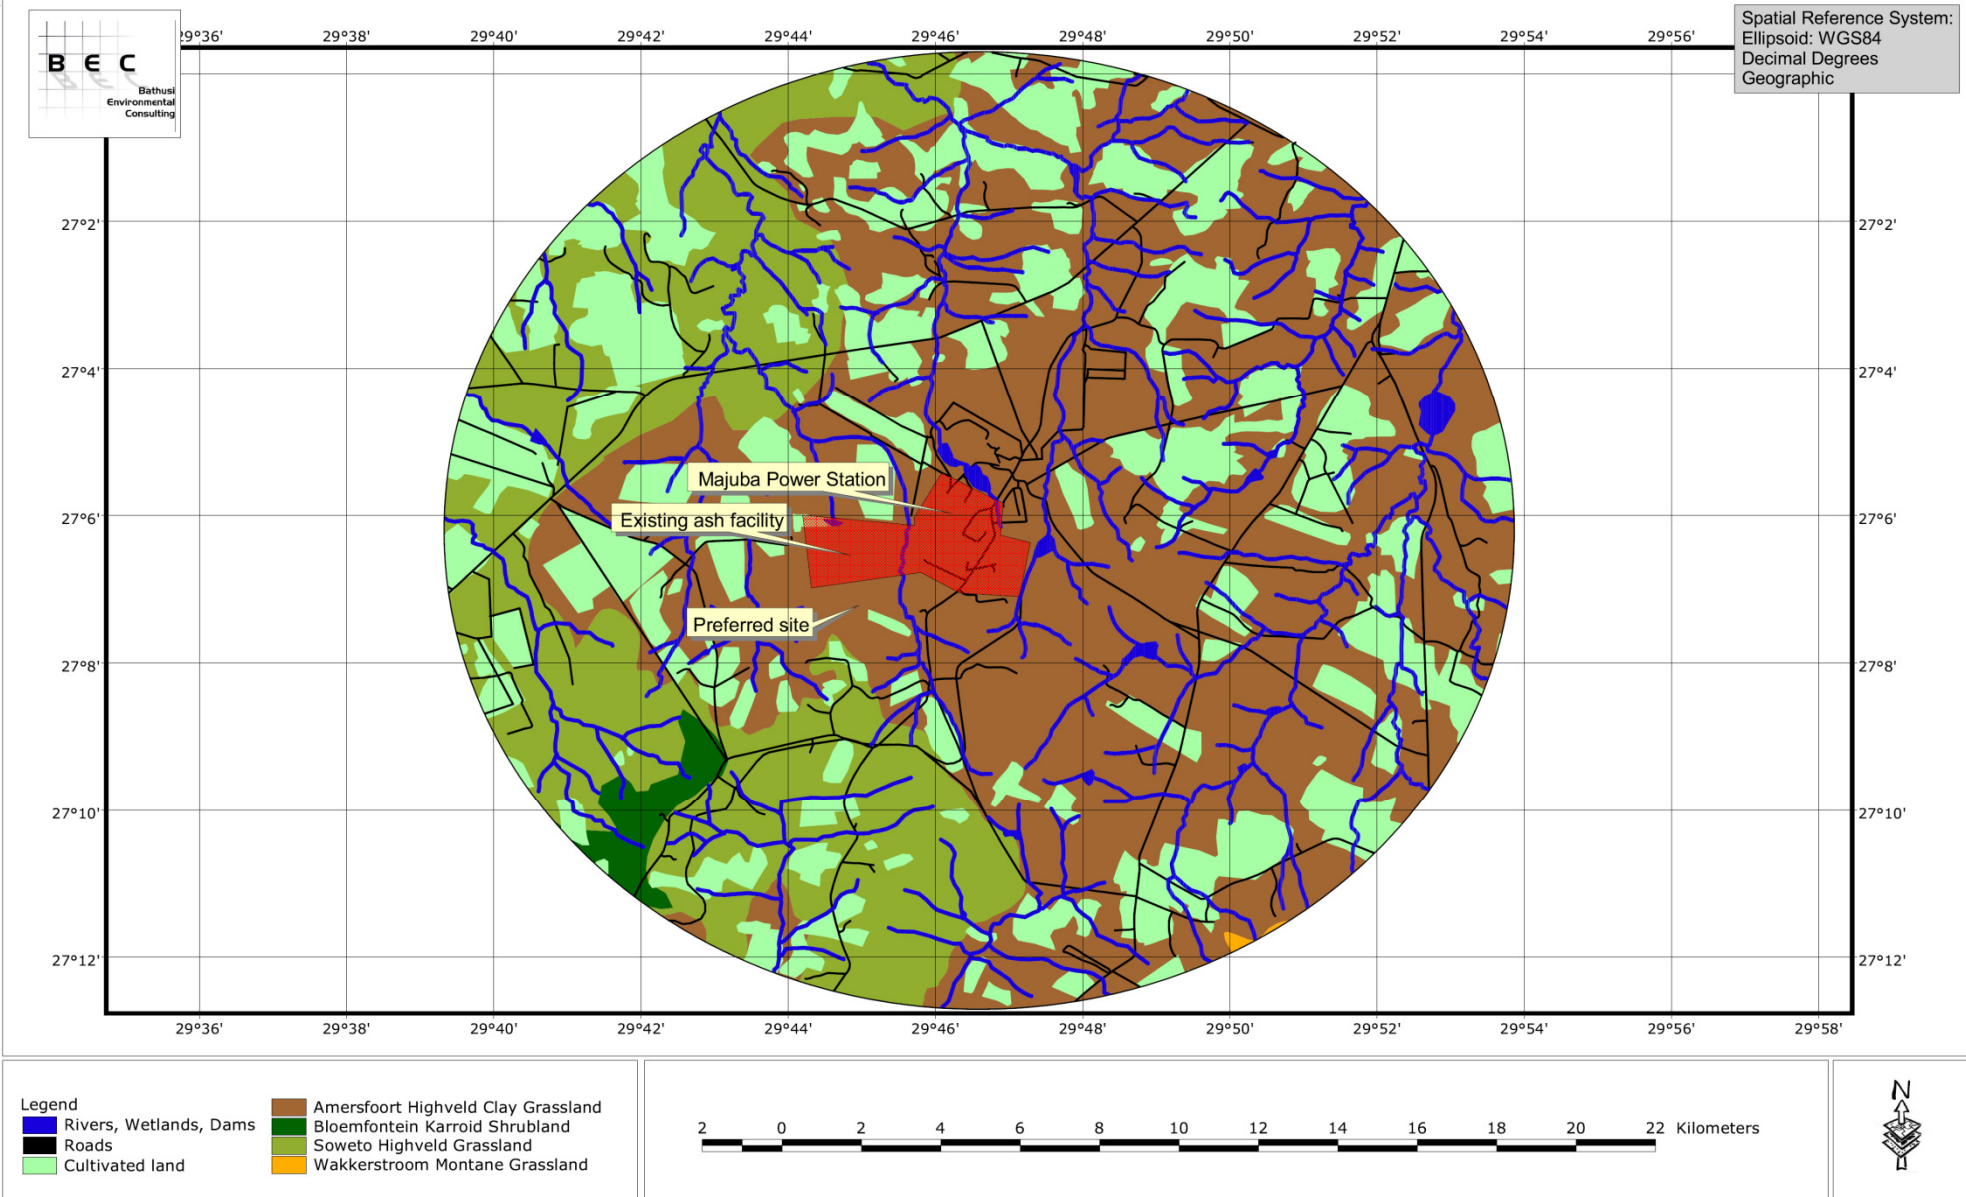 B E C
Bathusi
Environmental
Consulting
Spatial Reference System:
Ellipsoid: WGS84
Decimal Degrees
Geographic
29°36' 29°38' 29°40' 29°42' 29°44' 29°46' 29°48' 29°50' 29°52' 29°54' 29°56'
27°2' 27°2'
27°4' 27°4'
Majuba Power Station
27°6' Existing ash facility 27°6'
Preferred site
27°8' 27°8'
27°10' 27°10'
27°12' 27°12'
29°36' 29°38' 29°40' 29°42' 29°44' 29°46' 29°48' 29°50' 29°52' 29°54' 29°56' 29°58'
Legend
Rivers, Wetlands, Dams
Roads
Cultivated land
Amersfoort Highveld Clay Grassland
Bloemfontein Karroid Shrubland
Soweto Highveld Grassland
Wakkerstroom Montane Grassland
2 0 2 4 6 8 10 12 14 16 18 20 22 Kilometers
N